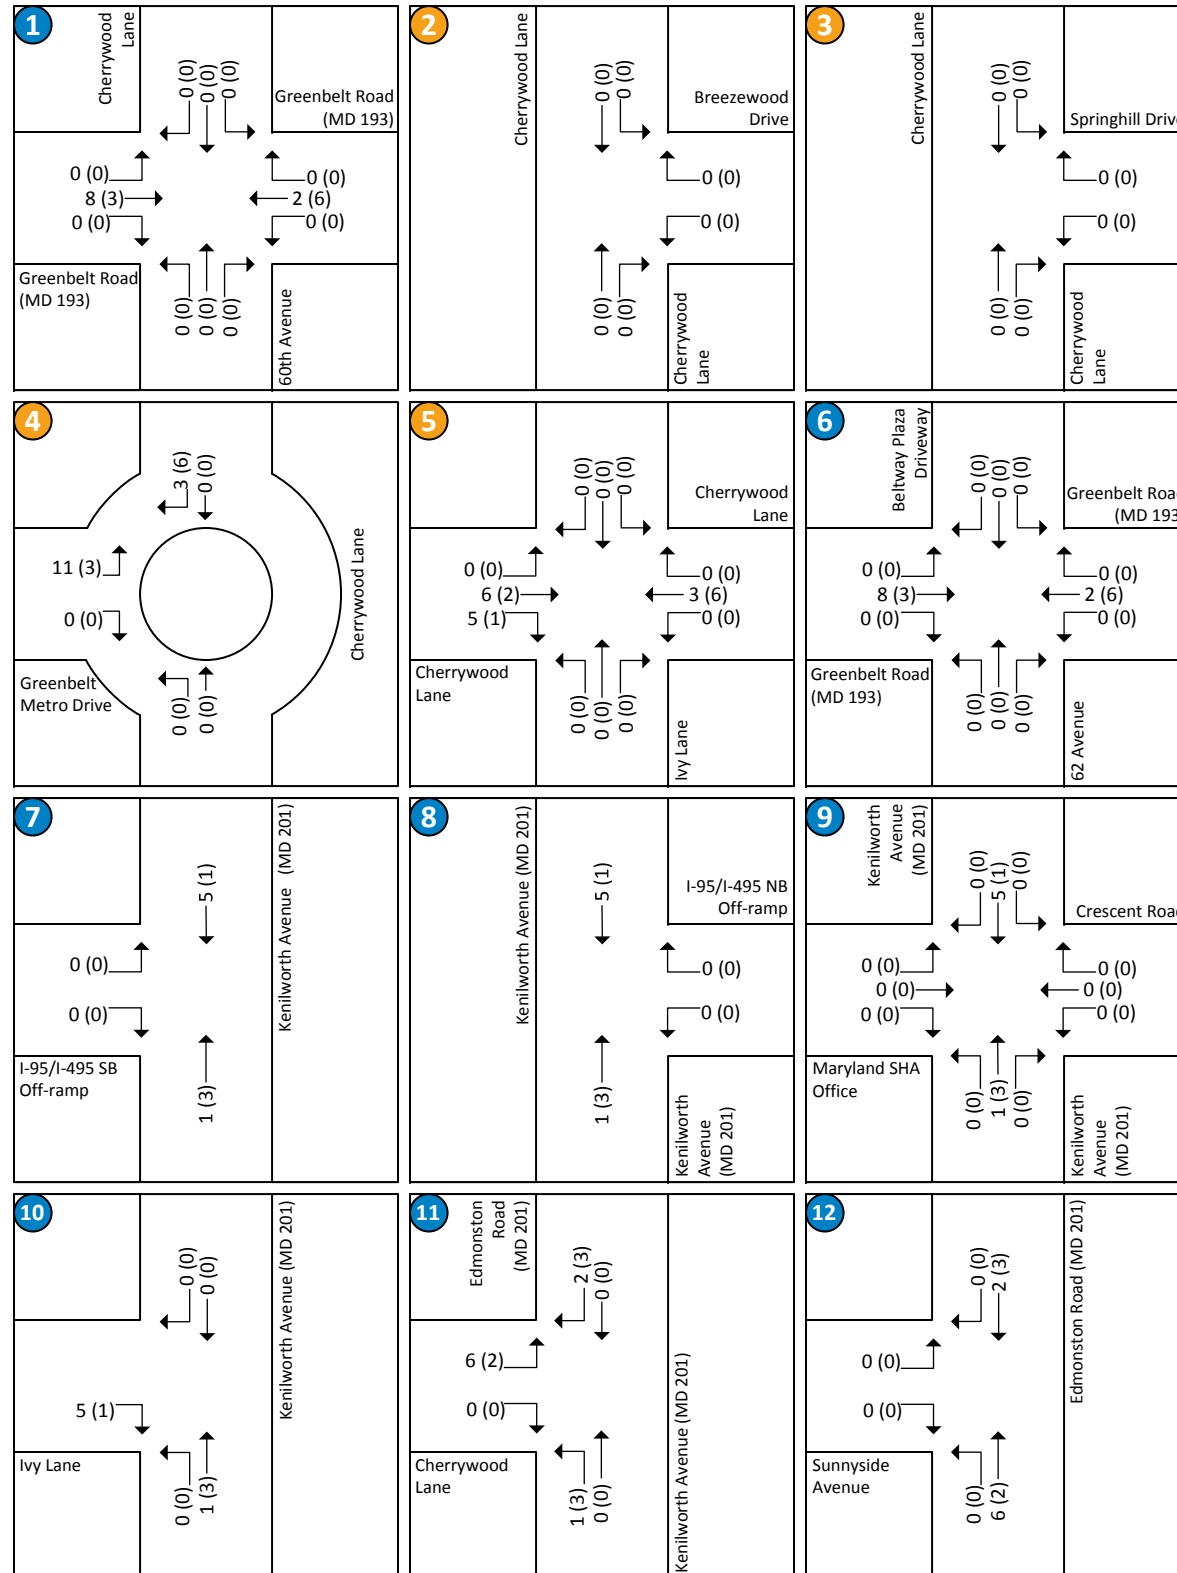 1
Cherrywood
Lane
0 (0)
0 (0)
0 (0)
Greenbelt Road
(MD 193)
0 (0)
8 (3)
0 (0)
0 (0)
2 (6)
0 (0)
Greenbelt Road
(MD 193)
0 (0)
0 (0)
0 (0)
60th Avenue
2
Cherrywood Lane
0 (0)
0 (0)
Breezewood
Drive
0 (0)
0 (0)
0 (0)
0 (0)
Cherrywood
Lane
3
Cherrywood Lane
0 (0)
0 (0)
Springhill Drive
0 (0)
0 (0)
0 (0)
0 (0)
Cherrywood
Lane
4
3 (6)
0 (0)
11 (3)
0 (0)
Cherrywood Lane
Greenbelt
Metro Drive
0 (0)
0 (0)
5
0 (0)
0 (0)
0 (0)
Cherrywood
Lane
0 (0)
6 (2)
5 (1)
0 (0)
3 (6)
0 (0)
Cherrywood
Lane
0 (0)
0 (0)
0 (0)
Ivy Lane
6
Beltway Plaza
Driveway
0 (0)
0 (0)
0 (0)
Greenbelt Road
(MD 193)
0 (0)
8 (3)
0 (0)
0 (0)
2 (6)
0 (0)
Greenbelt Road
(MD 193)
0 (0)
0 (0)
0 (0)
62 Avenue
7
Kenilworth Avenue (MD 201)
5 (1)
0 (0)
0 (0)
I-95/I-495 SB
Off-ramp
1 (3)
8
Kenilworth Avenue (MD 201)
5 (1)
I-95/I-495 NB
Off-ramp
0 (0)
0 (0)
1 (3)
Kenilworth
Avenue
(MD 201)
9
Kenilworth
Avenue
(MD 201)
0 (0)
5 (1)
0 (0)
Crescent Road
0 (0)
0 (0)
0 (0)
0 (0)
0 (0)
0 (0)
Maryland SHA
Office
0 (0)
1 (3)
0 (0)
Kenilworth
Avenue
(MD 201)
10
0 (0)
0 (0)
Kenilworth Avenue (MD 201)
5 (1)
Ivy Lane
0 (0)
1 (3)
11
Edmonston
Road
(MD 201)
2 (3)
0 (0)
6 (2)
0 (0)
Cherrywood
Lane
1 (3)
0 (0)
Kenilworth Avenue (MD 201)
12
0 (0)
2 (3)
Edmonston Road (MD 201)
0 (0)
0 (0)
Sunnyside
Avenue
0 (0)
6 (2)